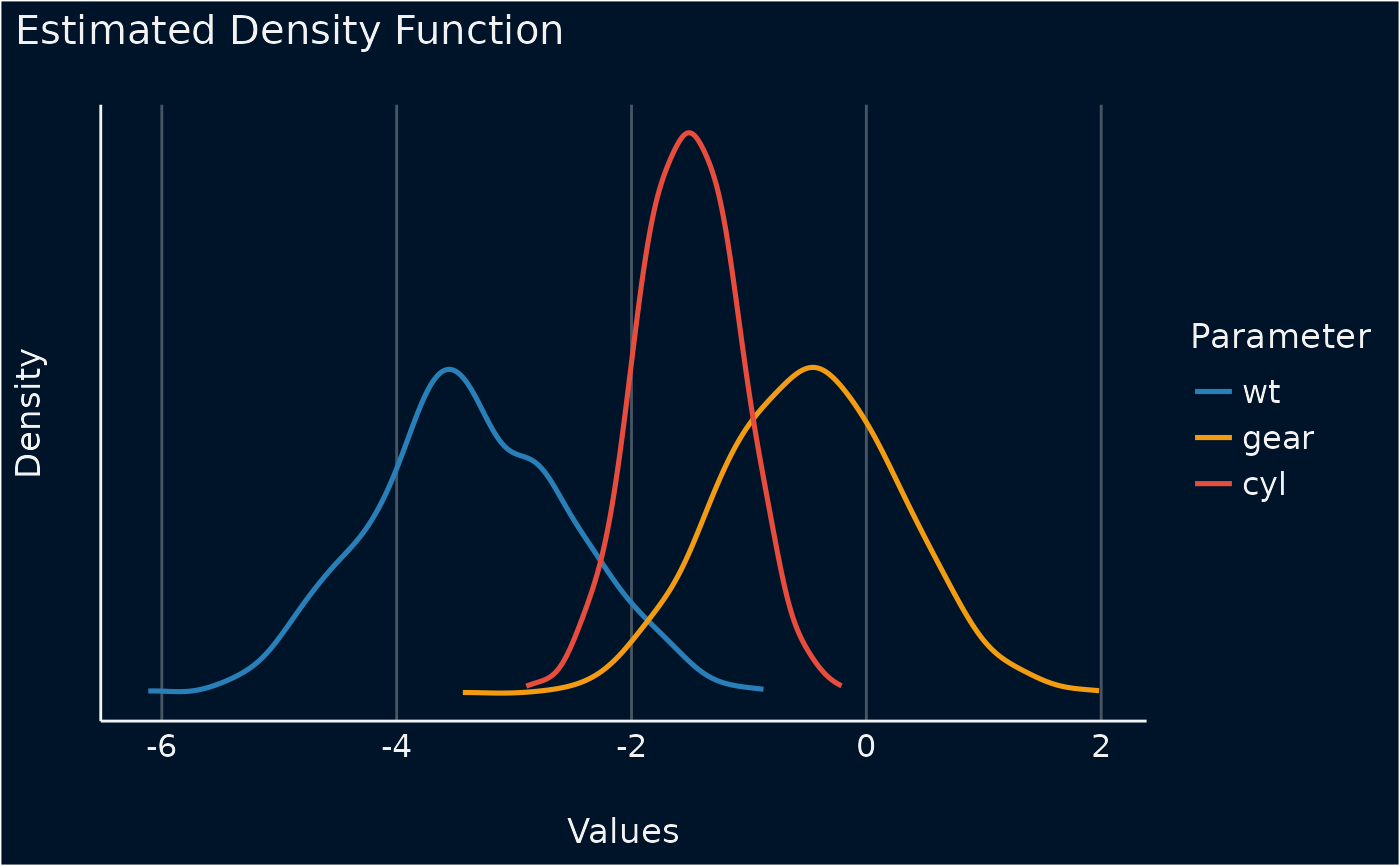 Estimated Density Function
Density
-6 -4 -2 0 2
Values
Parameter
wt
gear
cyl